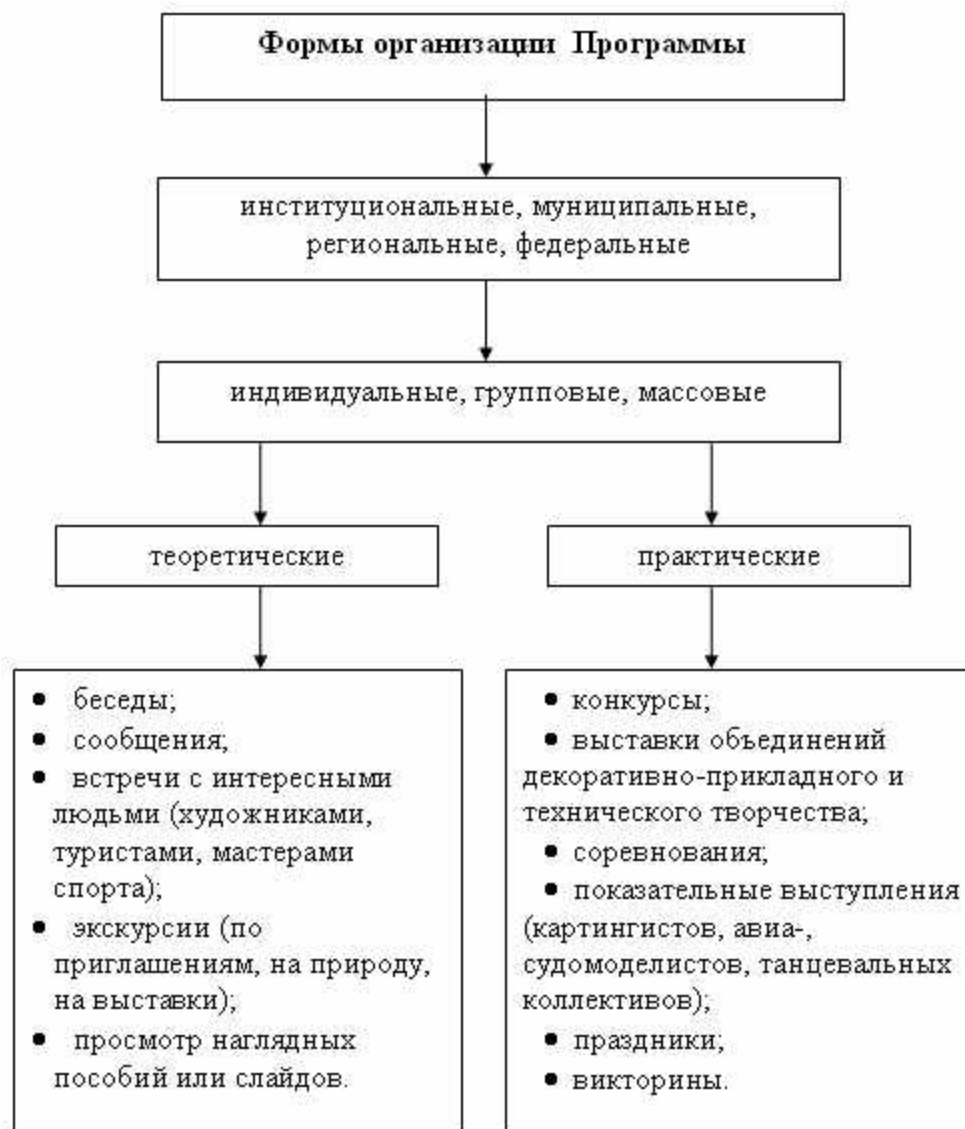 Формы организации Программы
институциональные, муниципальные,
региональные, федеральные
индивидуальные, групповые, массовые
теоретические
практические
• беседы;
• сообщения;
• встречи с интересными
людьми (художниками,
туристами, мастерами
спорта);
• экскурсии (по
приглашениям, на природу,
на выставки);
• просмотр наглядных
пособий или слайдов.
• конкурсы;
• выставки объединений
декоративно-прикладного и
технического творчества;
• соревнования;
• показательные выступления
(картингистов, авиа-,
судомоделистов, танцевальных
коллективов);
• праздники;
• викторины.